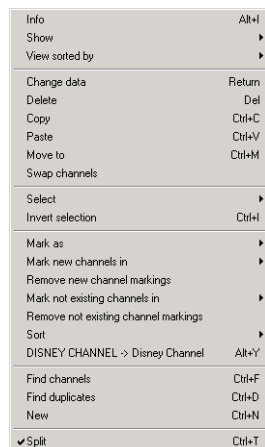 Info Alt+I
Show
View sorted by
Change data Return
Delete Del
Copy Ctrl+C
Paste Ctrl+V
Move to Ctrl+M
Swap channels
Select
Invert selection Ctrl+I
Mark as
Mark new channels in
Remove new channel markings
Mark not existing channels in
Remove not existing channel markings
Sort
DISNEY CHANNEL -> Disney Channel Alt+Y
Find channels Ctrl+F
Find duplicates Ctrl+D
New Ctrl+N
Split Ctrl+T